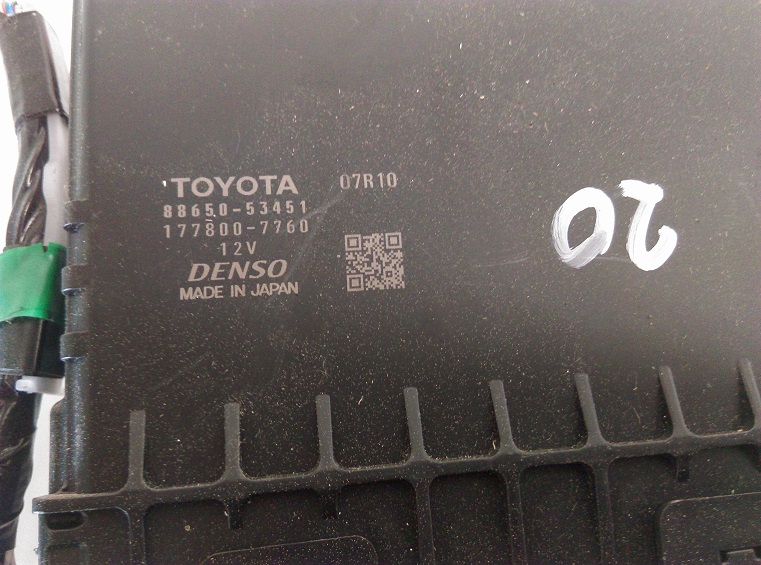 TOYOTA 07R10
88650-53451
177800-7760
12V
DENSO
MADE IN JAPAN
20